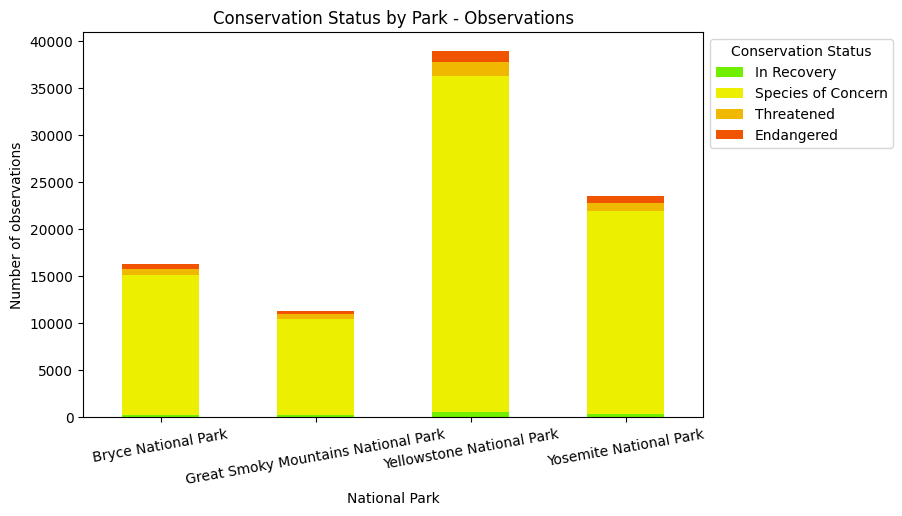 Conservation Status by Park - Observations
Conservation Status
In Recovery
Species of Concern
Threatened
Endangered
Number of observations
40000
35000
30000
25000
20000
15000
10000
5000
0
Bryce National Park
Great Smoky Mountains National Park
Yellowstone National Park
Yosemite National Park
National Park